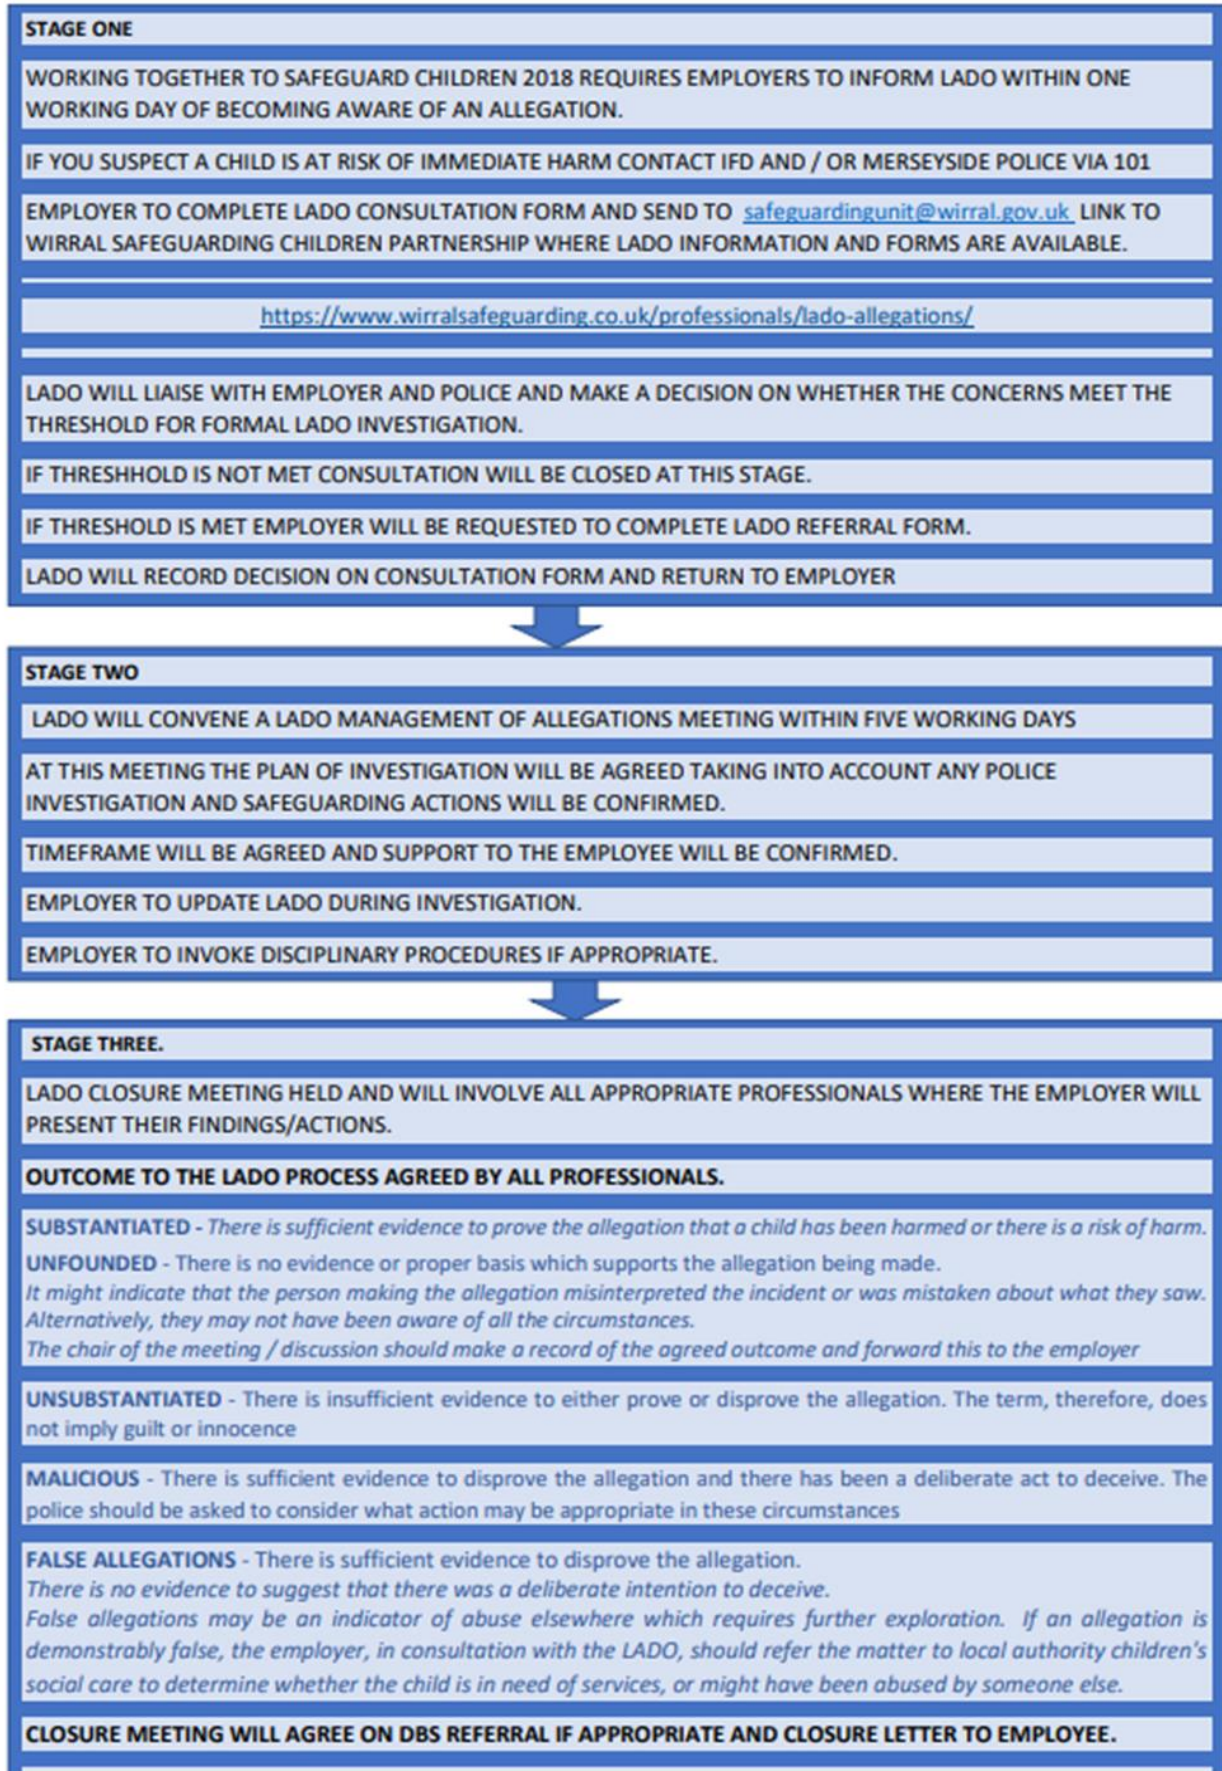 STAGE ONE
WORKING TOGETHER TO SAFEGUARD CHILDREN 2018 REQUIRES EMPLOYERS TO INFORM LADO WITHIN ONE
WORKING DAY OF BECOMING AWARE OF AN ALLEGATION.
IF YOU SUSPECT A CHILD IS AT RISK OF IMMEDIATE HARM CONTACT IFD AND / OR MERSEYSIDE POLICE VIA 101
EMPLOYER TO COMPLETE LADO CONSULTATION FORM AND SEND TO safeguardingunit@wirral.gov.uk LINK TO
WIRRAL SAFEGUARDING CHILDREN PARTNERSHIP WHERE LADO INFORMATION AND FORMS ARE AVAILABLE.
https://www.wirralsafeguarding.co.uk/professionals/lado-allegations/
LADO WILL LIAISE WITH EMPLOYER AND POLICE AND MAKE A DECISION ON WHETHER THE CONCERNS MEET THE
THRESHOLD FOR FORMAL LADO INVESTIGATION.
IF THRESHHOLD IS NOT MET CONSULTATION WILL BE CLOSED AT THIS STAGE.
IF THRESHOLD IS MET EMPLOYER WILL BE REQUESTED TO COMPLETE LADO REFERRAL FORM.
LADO WILL RECORD DECISION ON CONSULTATION FORM AND RETURN TO EMPLOYER
STAGE TWO
LADO WILL CONVENE A LADO MANAGEMENT OF ALLEGATIONS MEETING WITHIN FIVE WORKING DAYS
AT THIS MEETING THE PLAN OF INVESTIGATION WILL BE AGREED TAKING INTO ACCOUNT ANY POLICE
INVESTIGATION AND SAFEGUARDING ACTIONS WILL BE CONFIRMED.
TIMEFRAME WILL BE AGREED AND SUPPORT TO THE EMPLOYEE WILL BE CONFIRMED.
EMPLOYER TO UPDATE LADO DURING INVESTIGATION.
EMPLOYER TO INVOKE DISCIPLINARY PROCEDURES IF APPROPRIATE.
STAGE THREE.
LADO CLOSURE MEETING HELD AND WILL INVOLVE ALL APPROPRIATE PROFESSIONALS WHERE THE EMPLOYER WILL
PRESENT THEIR FINDINGS/ACTIONS.
OUTCOME TO THE LADO PROCESS AGREED BY ALL PROFESSIONALS.
SUBSTANTIATED - There is sufficient evidence to prove the allegation that a child has been harmed or there is a risk of harm.
UNFOUNDED - There is no evidence or proper basis which supports the allegation being made.
It might indicate that the person making the allegation misinterpreted the incident or was mistaken about what they saw.
Alternatively, they may not have been aware of all the circumstances.
The chair of the meeting / discussion should make a record of the agreed outcome and forward this to the employer
UNSUBSTANTIATED - There is insufficient evidence to either prove or disprove the allegation. The term, therefore, does
not imply guilt or innocence
MALICIOUS - There is sufficient evidence to disprove the allegation and there has been a deliberate act to deceive. The
police should be asked to consider what action may be appropriate in these circumstances
FALSE ALLEGATIONS - There is sufficient evidence to disprove the allegation.
There is no evidence to suggest that there was a deliberate intention to deceive.
False allegations may be an indicator of abuse elsewhere which requires further exploration. If an allegation is
demonstrably false, the employer, in consultation with the LADO, should refer the matter to local authority children's
social care to determine whether the child is in need of services, or might have been abused by someone else.
CLOSURE MEETING WILL AGREE ON DBS REFERRAL IF APPROPRIATE AND CLOSURE LETTER TO EMPLOYEE.